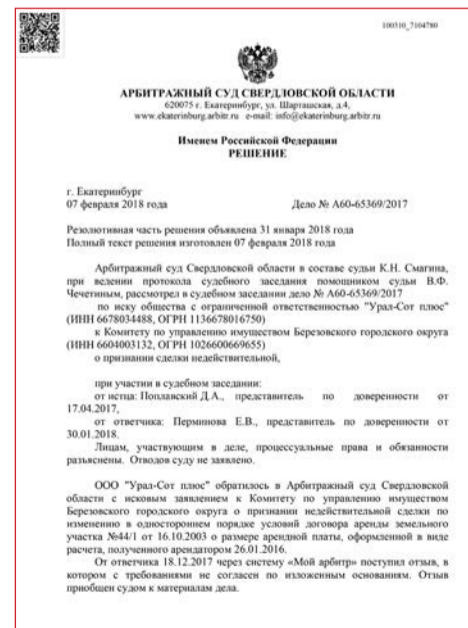 100310_7104780
АРБИТРАЖНЫЙ СУД СВЕРДЛОВСКОЙ ОБЛАСТИ
620075 г. Екатеринбург, ул. Шарташская, д.4,
www.ekaterinburg.arbitr.ru e-mail: info@ekaterinburg.arbitr.ru
Именем Российской Федерации
РЕШЕНИЕ
г. Екатеринбург
07 февраля 2018 года Дело № А60-65369/2017
Резолютивная часть решения объявлена 31 января 2018 года
Полный текст решения изготовлен 07 февраля 2018 года
Арбитражный суд Свердловской области в составе судьи К.Н. Смагина,
при ведении протокола судебного заседания помощником судьи В.Ф.
Чечетиным, рассмотрел в судебном заседании дело № А60-65369/2017
по иску общества с ограниченной ответственностью "Урал-Сот плюс"
(ИНН 6678034488, ОГРН 1136678016750)
к Комитету по управлению имуществом Березовского городского округа
(ИНН 6604003132, ОГРН 1026600669655)
о признании сделки недействительной,
при участии в судебном заседании:
от истца: Поплавский Д.А., представитель по доверенности от
17.04.2017,
от ответчика: Перминова Е.В., представитель по доверенности от
30.01.2018.
Лицам, участвующим в деле, процессуальные права и обязанности
разъяснены. Отводов суду не заявлено.
ООО "Урал-Сот плюс" обратилось в Арбитражный суд Свердловской
области с исковым заявлением к Комитету по управлению имуществом
Березовского городского округа о признании недействительной сделки по
изменению в одностороннем порядке условий договора аренды земельного
участка №44/1 от 16.10.2003 о размере арендной платы, оформленной в виде
расчета, полученного арендатором 26.01.2016.
От ответчика 18.12.2017 через систему «Мой арбитр» поступил отзыв, в
котором с требованиями не согласен по изложенным основаниям. Отзыв
приобщен судом к материалам дела.